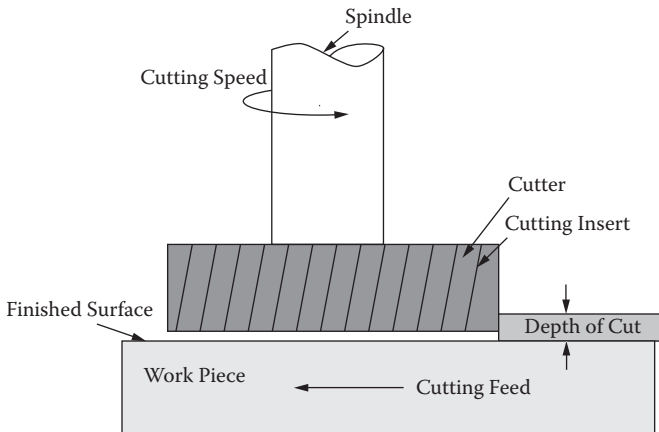 Spindle
Cutting Speed
Cutter
Cutting Insert
Finished Surface
Depth of Cut
Work Piece
Cutting Feed